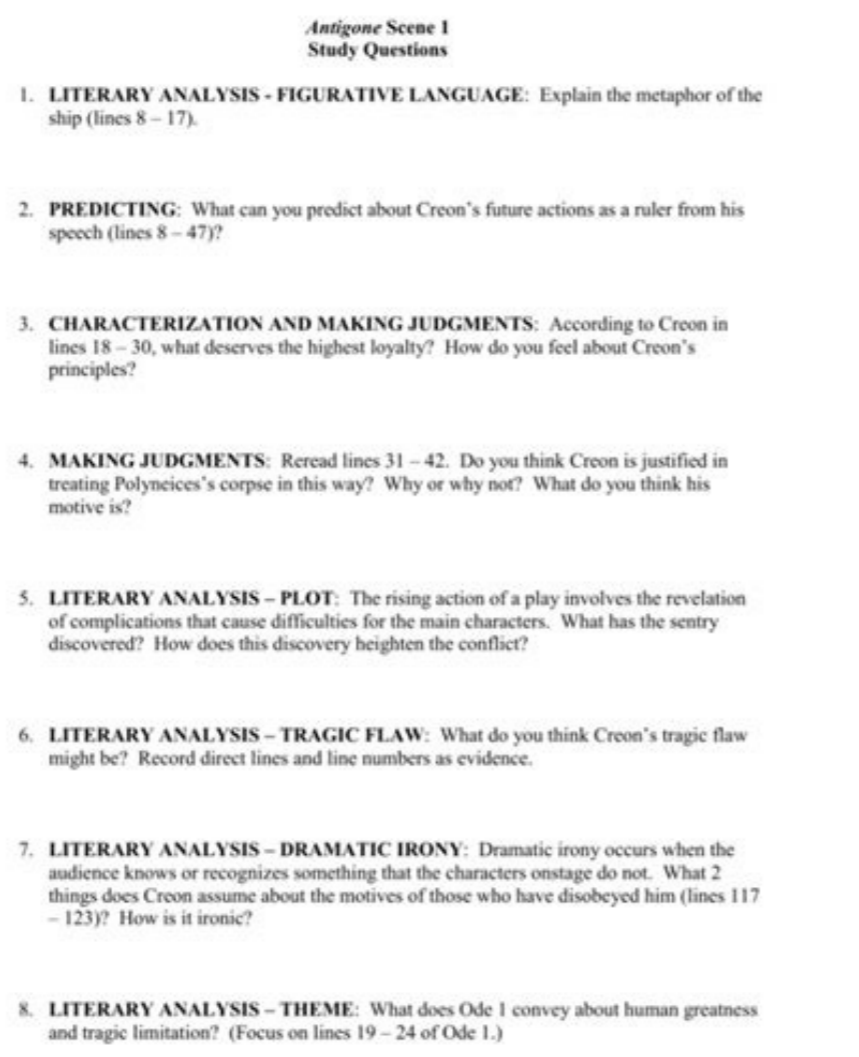 Antigone Scene 1
Study Questions
1. LITERARY ANALYSIS - FIGURATIVE LANGUAGE: Explain the metaphor of the
ship (lines 8 – 17).
2. PREDICTING: What can you predict about Creon's future actions as a ruler from his
speech (lines 8 – 47)?
3. CHARACTERIZATION AND MAKING JUDGMENTS: According to Creon in
lines 18 – 30, what deserves the highest loyalty? How do you feel about Creon's
principles?
4. MAKING JUDGMENTS: Reread lines 31 – 42. Do you think Creon is justified in
treating Polyneices's corpse in this way? Why or why not? What do you think his
motive is?
5. LITERARY ANALYSIS – PLOT: The rising action of a play involves the revelation
of complications that cause difficulties for the main characters. What has the sentry
discovered? How does this discovery heighten the conflict?
6. LITERARY ANALYSIS – TRAGIC FLAW: What do you think Creon's tragic flaw
might be? Record direct lines and line numbers as evidence.
7. LITERARY ANALYSIS – DRAMATIC IRONY: Dramatic irony occurs when the
audience knows or recognizes something that the characters onstage do not. What 2
things does Creon assume about the motives of those who have disobeyed him (lines 117
– 123)? How is it ironic?
8. LITERARY ANALYSIS – THEME: What does Ode 1 convey about human greatness
and tragic limitation? (Focus on lines 19 – 24 of Ode 1.)